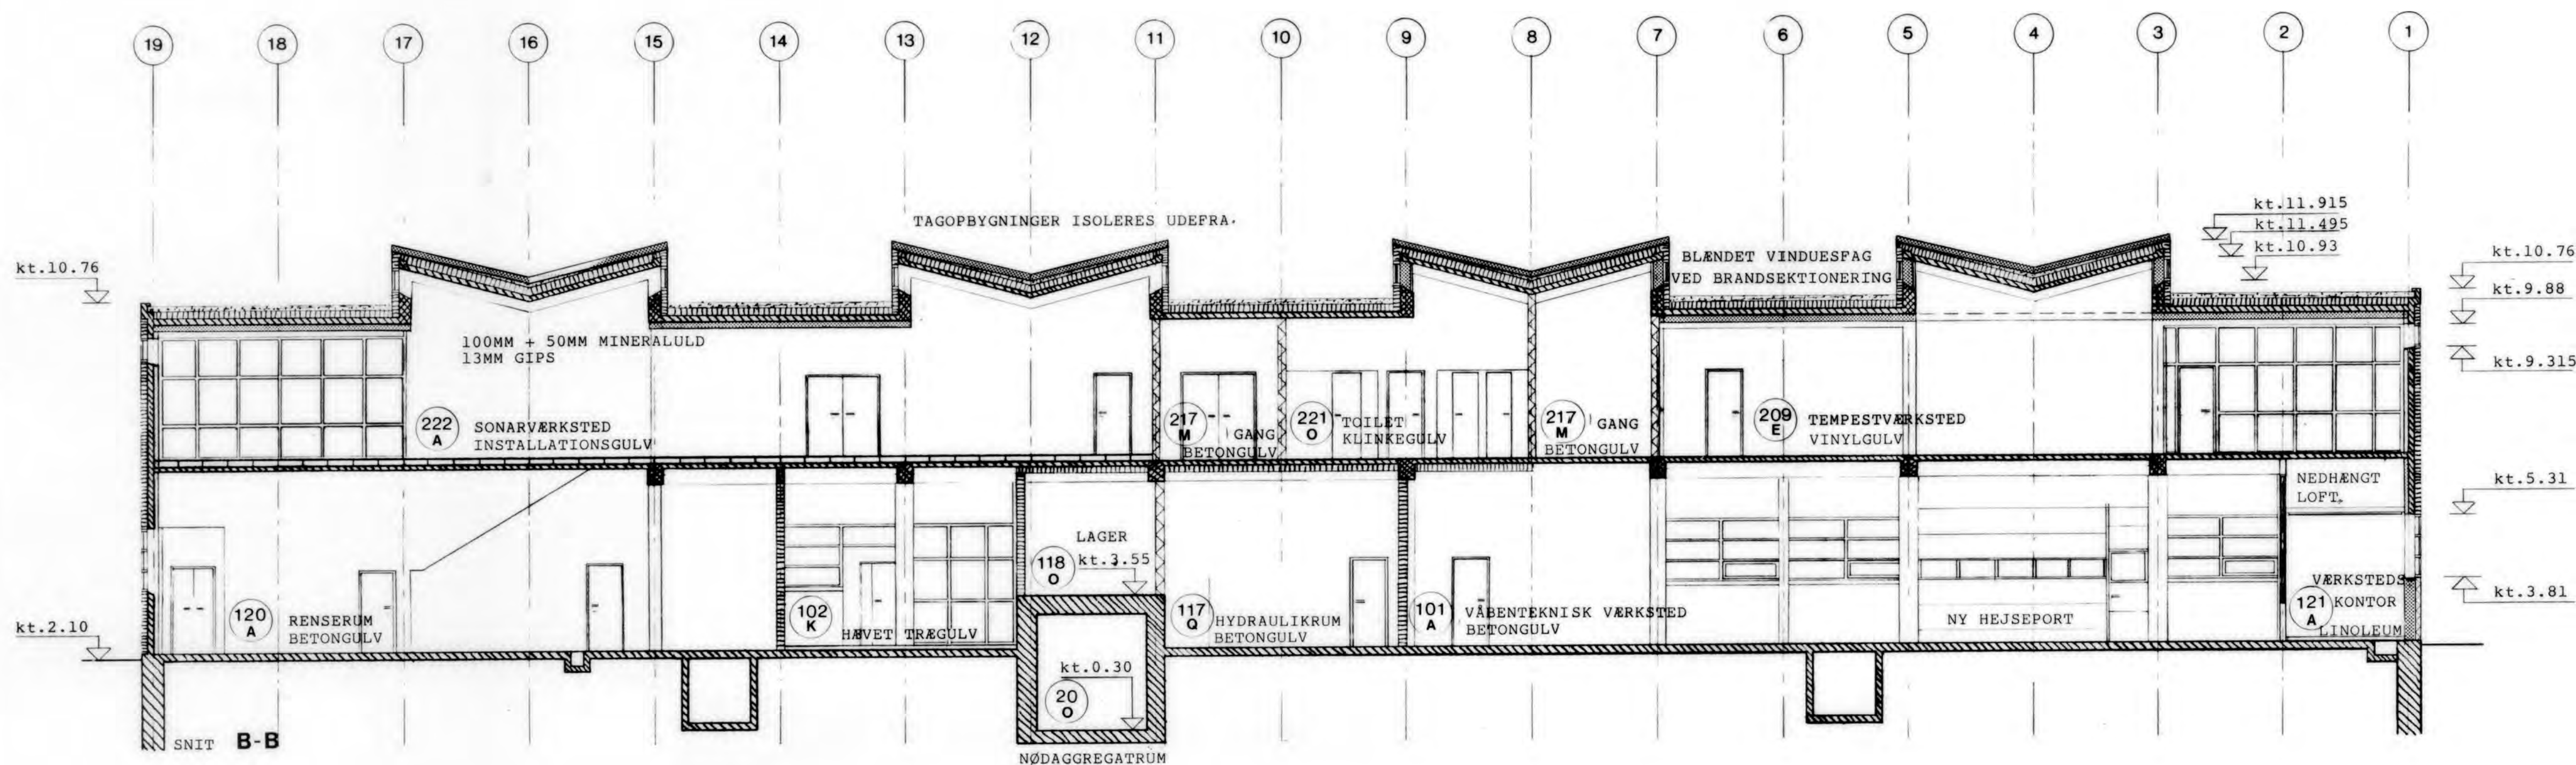 19 18 17 16 15 14 13 12 11 10 9 8 7 6 5 4 3 2 1
TAGOPBYGNINGER ISOLERES UDEFRA.
kt.11.915
kt.11.495
kt.10.93
kt.10.76
kt.10.76
kt.9.88
kt.9.315
BLÆNDET VINDUESFAG
VED BRANDSEKTIONERING
100MM + 50MM MINERALULD
13MM GIPS
222
A
SONARVÆRKSTED
INSTALLATIONSGULV
217
M
GANG
BETONGULV
221
O
TOILET
KLINKEGULV
217
M
GANG
BETONGULV
209
E
TEMPESTVÆRKSTED
VINYLGULV
NEDHÆNGT
LOFT.
kt.5.31
kt.3.81
kt.2.10
120
A
RENSERUM
BETONGULV
102
K
HÆVET TRÆGULV
LAGER
118
O
kt.3.55
117
Q
HYDRAULIKRUM
BETONGULV
101
A
VÅBENTEKNISK VÆRKSTED
BETONGULV
NY HEJSEPORT
VÆRKSTEDS
KONTOR
121
A
LINOLEUM
kt.0.30
20
O
NØDAGGREGATRUM
SNIT B-B